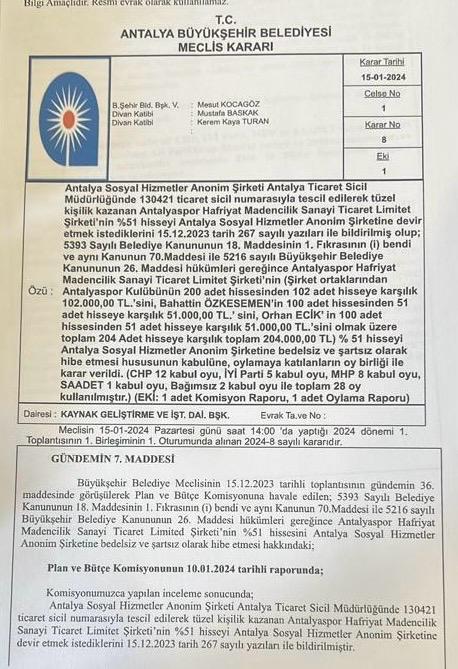 Bilgi Amaçlıdır. Resmi evrak olarak kullanılamaz.
T.C.
ANTALYA BÜYÜKŞEHİR BELEDİYESİ
MECLİS KARARI
Karar Tarihi
15-01-2024
Celse No
1
Karar No
8
Eki
1
B.Şehir Bld. Bşk. V. : Mesut KOCAGÖZ
Divan Katibi : Mustafa BASKAK
Divan Katibi : Kerem Kaya TURAN
:
Özü :
Antalya Sosyal Hizmetler Anonim Şirketi Antalya Ticaret Sicil
Müdürlüğünde 130421 ticaret sicil numarasıyla tescil edilerek tüzel
kişilik kazanan Antalyaspor Hafriyat Madencilik Sanayi Ticaret Limitet
Şirketi'nin %51 hisseyi Antalya Sosyal Hizmetler Anonim Şirketine devir
etmek istediklerini 15.12.2023 tarih 267 sayılı yazıları ile bildirilmiş olup;
5393 Sayılı Belediye Kanununun 18. Maddesinin 1. Fıkrasının (i) bendi
ve aynı Kanunun 70.Maddesi ile 5216 sayılı Büyükşehir Belediye
Kanununun 26. Maddesi hükümleri gereğince Antalyaspor Hafriyat
Madencilik Sanayi Ticaret Limitet Şirketi'nin (Şirket ortaklarından
Antalyaspor Kulübünün 200 adet hissesinden 102 adet hisseye karşılık
102.000,00 TL.'sini, Bahattin ÖZKESEMEN'in 100 adet hissesinden 51
adet hisseye karşılık 51.000,00 TL.' sini, Orhan ECİK' in 100 adet
hissesinden 51 adet hisseye karşılık 51.000,00 TL.'sini olmak üzere
toplam 204 Adet hisseye karşılık toplam 204.000,00 TL) % 51 hisseyi
Antalya Sosyal Hizmetler Anonim Şirketine bedelsiz ve şartsız olarak
hibe etmesi hususunun kabulüne, oylamaya katılanların oy birliği ile
karar verildi. (CHP 12 kabul oyu, İYİ Parti 5 kabul oyu, MHP 8 kabul oyu,
SAADET 1 kabul oyu, Bağımsız 2 kabul oyu ile toplam 28 oy
kullanılmıştır.) (EKİ: 1 adet Komisyon Raporu, 1 adet Oylama Raporu)
Dairesi : KAYNAK GELİŞTİRME VE İŞT. DAİ. BŞK. Evrak Ta.ve No :
Meclisin 15-01-2024 Pazartesi günü saat 14:00 'da yaptığı 2024 dönemi 1.
Toplantısının 1. Birleşiminin 1. Oturumunda alınan 2024-8 sayılı kararıdır.
GÜNDEMİN 7. MADDESİ
Büyükşehir Belediye Meclisinin 15.12.2023 tarihli toplantısının gündemin 36.
maddesinde görüşülerek Plan ve Bütçe Komisyonuna havale edilen; 5393 Sayılı Belediye
Kanununun 18. Maddesinin 1. Fıkrasının (i) bendi ve aynı Kanunun 70.Maddesi ile 5216 sayılı
Büyükşehir Belediye Kanununun 26. Maddesi hükümleri gereğince Antalyaspor Hafriyat
Madencilik Sanayi Ticaret Limited Şirketi'nin %51 hissesini Antalya Sosyal Hizmetler
Anonim Şirketine bedelsiz ve şartsız olarak hibe etmesi hakkındaki;
Plan ve Bütçe Komisyonunun 10.01.2024 tarihli raporunda;
Komisyonumuzca yapılan inceleme sonucunda;
Antalya Sosyal Hizmetler Anonim Şirketi Antalya Ticaret Sicil Müdürlüğünde 130421
ticaret sicil numarasıyla tescil edilerek tüzel kişilik kazanan Antalyaspor Hafriyat Madencilik
Sanayi Ticaret Limitet Şirketi'nin %51 hisseyi Antalya Sosyal Hizmetler Anonim Şirketine
devir etmek istediklerini 15.12.2023 tarih 267 sayılı yazıları ile bildirilmiştir.